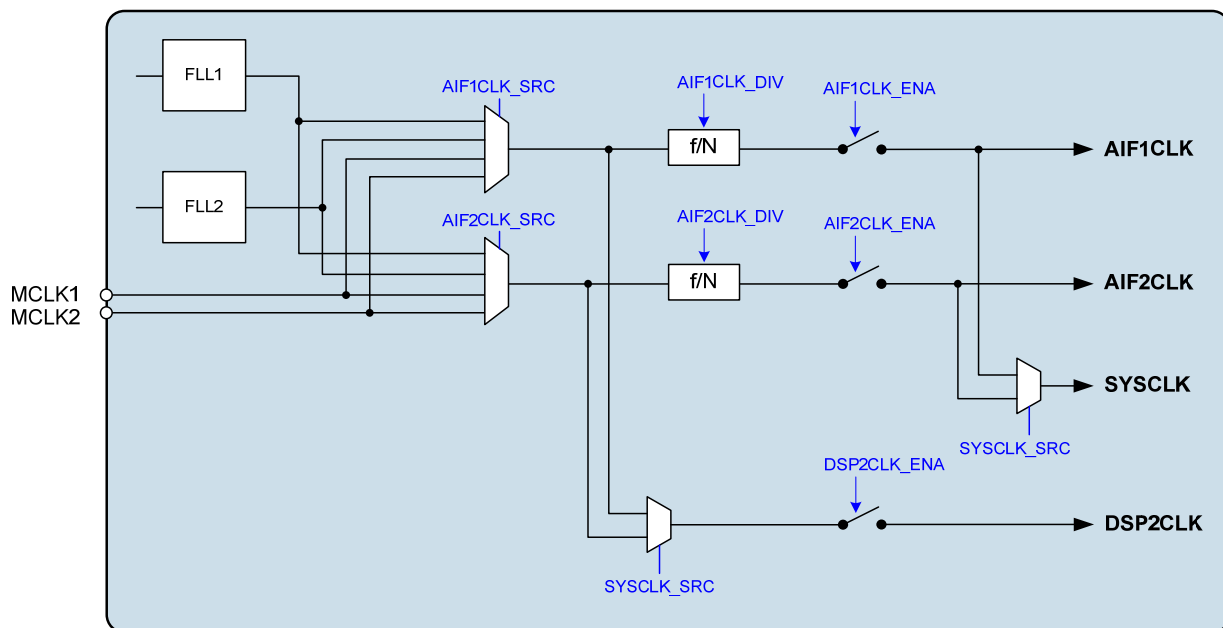 FLL1
AIF1CLK_SRC
AIF1CLK_DIV
AIF1CLK_ENA
f/N
AIF1CLK
FLL2
AIF2CLK_SRC
AIF2CLK_DIV
AIF2CLK_ENA
f/N
AIF2CLK
MCLK1
MCLK2
SYSCLK
SYSCLK_SRC
DSP2CLK_ENA
DSP2CLK
SYSCLK_SRC